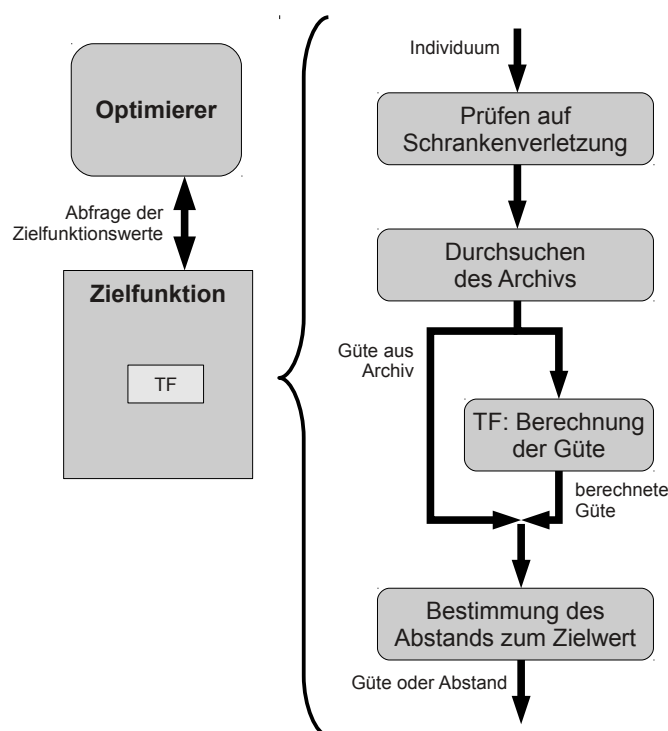 Optimierer
Abfrage der
Zielfunktionswerte
Zielfunktion
TF
Individuum
Prüfen auf
Schrankenverletzung
Durchsuchen
des Archivs
Güte aus
Archiv
TF: Berechnung
der Güte
berechnete
Güte
Bestimmung des
Abstands zum Zielwert
Güte oder Abstand